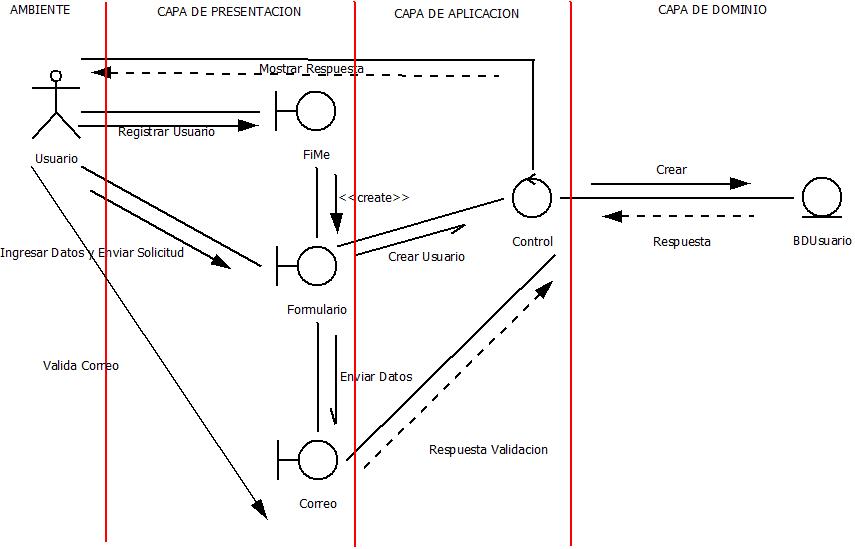 AMBIENTE
CAPA DE PRESENTACION
CAPA DE APLICACION
CAPA DE DOMINIO
Mostrar Respuesta
Registrar Usuario
Usuario
FiMe
Crear
<<create>>
Control
Respuesta
BDUsuario
Ingresar Datos y Enviar Solicitud
Crear Usuario
Formulario
Valida Correo
Enviar Datos
Respuesta Validacion
Correo